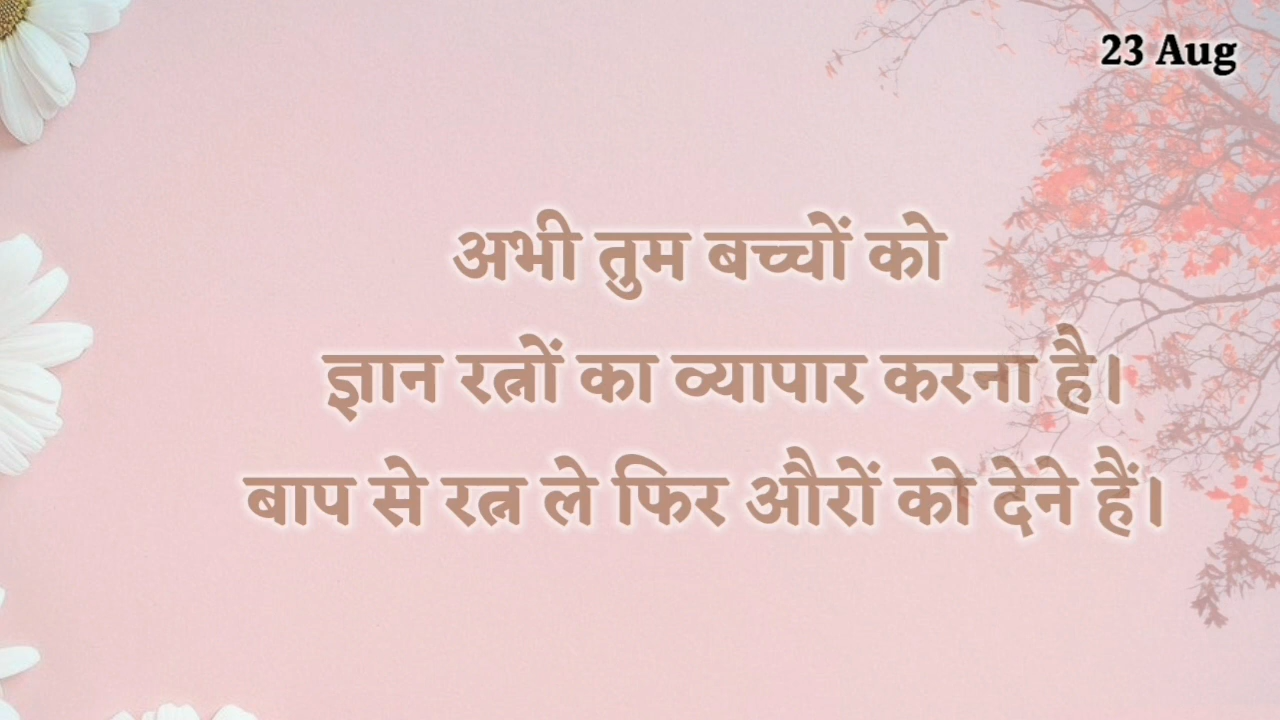 23 Aug
अभी तुम बच्चों को
ज्ञान रत्नों का व्यापार करना है।
बाप से रत्न ले फिर औरों को देने हैं।